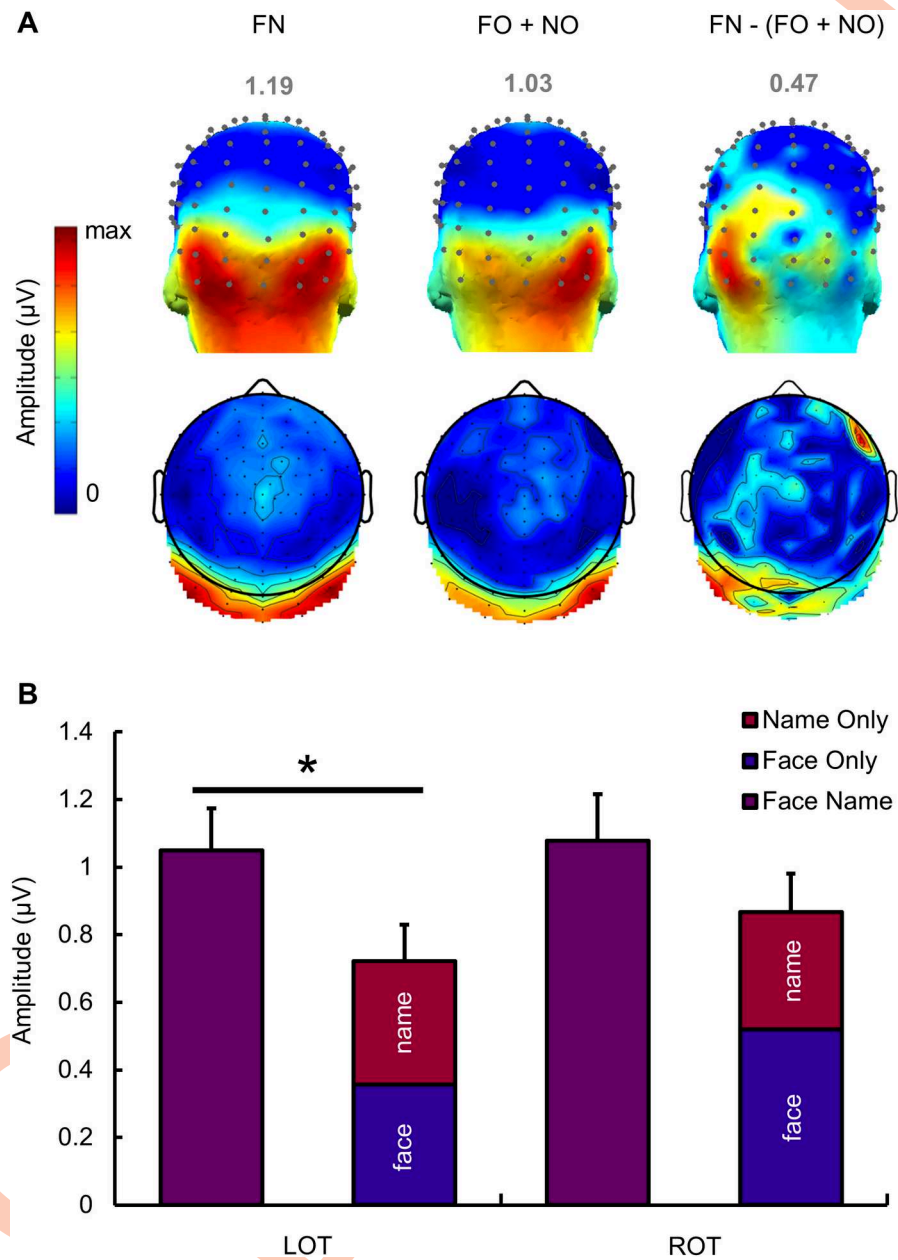 A
FN
FO + NO
FN - (FO + NO)
1.19
1.03
0.47
max
Amplitude (µV)
0
B
Name Only
Face Only
Face Name
1.4
1.2
1
0.8
0.6
0.4
0.2
0
Amplitude (µV)
*
name
face
name
face
LOT
ROT